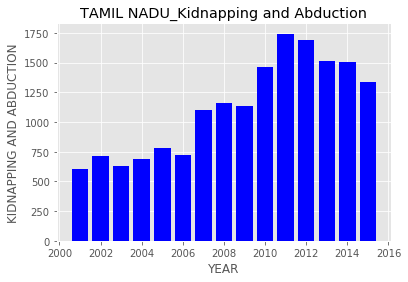 TAMIL NADU_Kidnapping and Abduction
KIDNAPPING AND ABDUCTION
1750
1500
1250
1000
750
500
250
0
2000 2002 2004 2006 2008 2010 2012 2014 2016
YEAR